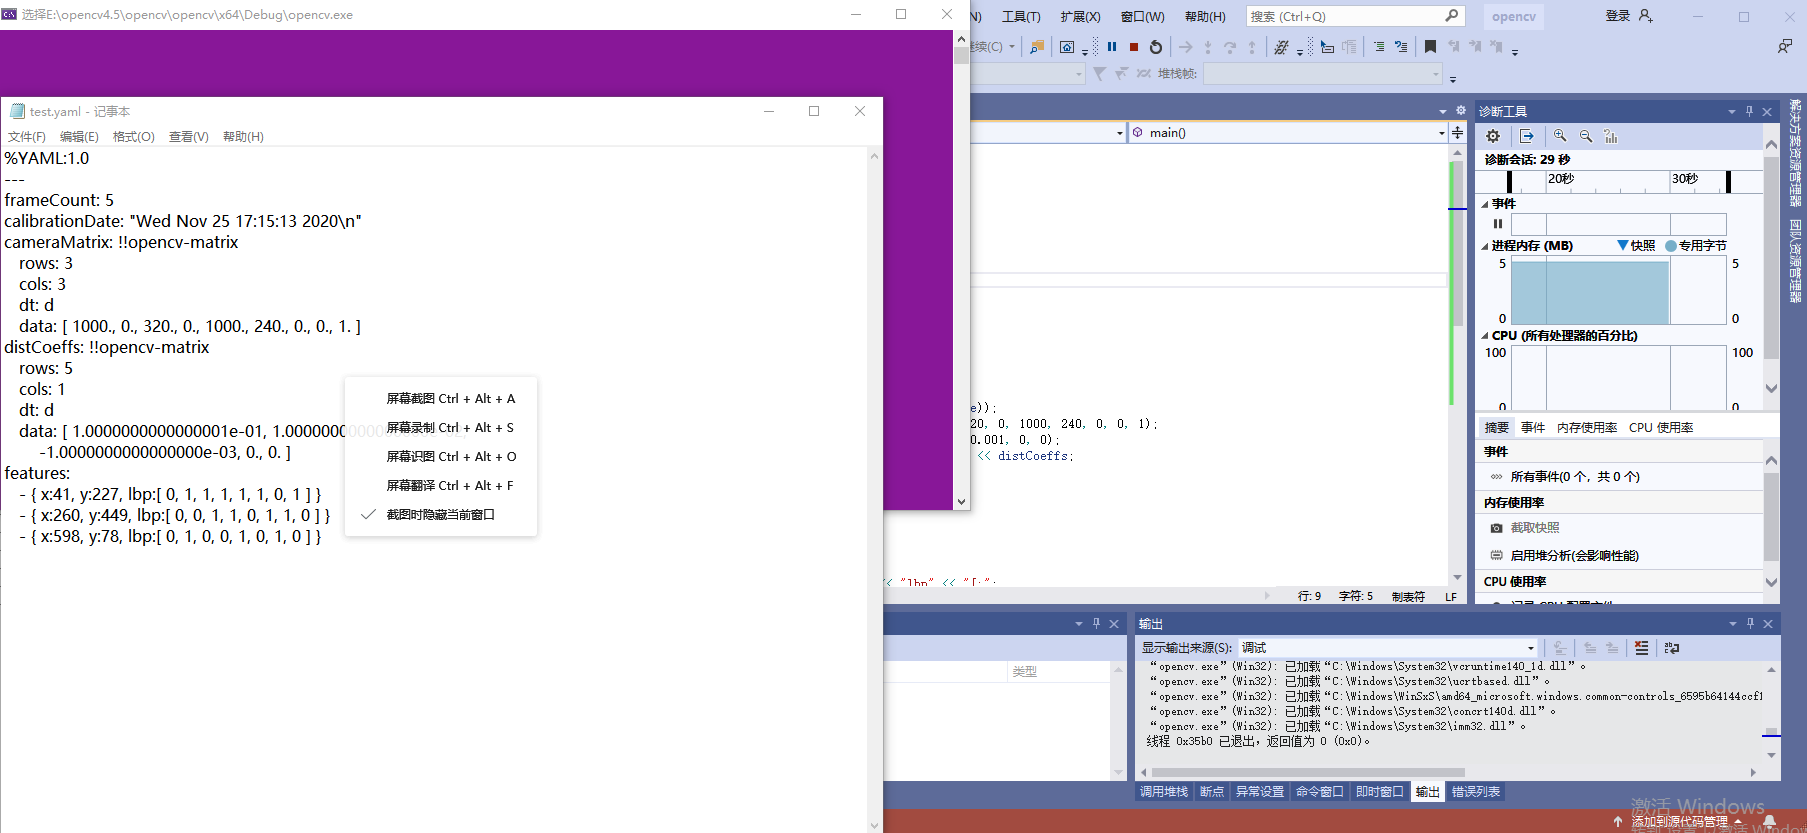 选择E:\opencv4.5\opencv\opencv\x64\Debug\opencv.exe
test.yaml - 记事本
文件(F) 编辑(E) 格式(O) 查看(V) 帮助(H)
%YAML:1.0
---
frameCount: 5
calibrationDate: "Wed Nov 25 17:15:13 2020\n"
cameraMatrix: !!opencv-matrix
rows: 3
cols: 3
dt: d
data: [ 1000., 0., 320., 0., 1000., 240., 0., 0., 1. ]
distCoeffs: !!opencv-matrix
rows: 5
cols: 1
dt: d
data: [ 1.0000000000000001e-01, 1.00000000
-1.0000000000000000e-03, 0., 0. ]
features:
- { x:41, y:227, lbp:[ 0, 1, 1, 1, 1, 1, 0, 1 ] }
- { x:260, y:449, lbp:[ 0, 0, 1, 1, 0, 1, 1, 0 ] }
- { x:598, y:78, lbp:[ 0, 1, 0, 0, 1, 0, 1, 0 ] }
屏幕截图 Ctrl + Alt + A
屏幕录制 Ctrl + Alt + S
屏幕识图 Ctrl + Alt + O
屏幕翻译 Ctrl + Alt + F
截图时隐藏当前窗口
N) 工具(T) 扩展(X) 窗口(W) 帮助(H) 搜索 (Ctrl+Q) opencv 登录
续(C)
堆栈帧:
main()
e));
20, 0, 1000, 240, 0, 0, 1);
0.001, 0, 0);
<< distCoeffs;
<< "lbp" << "[:";
行: 9 字符: 5 制表符 LF
诊断工具
诊断会话: 29 秒
20秒 30秒
事件
进程内存 (MB) 快照 专用字节
5 5
0 0
CPU (所有处理器的百分比)
100 100
0 0
摘要 事件 内存使用率 CPU 使用率
事件
所有事件(0 个，共 0 个)
内存使用率
截取快照
启用堆分析(会影响性能)
CPU 使用率
记录 CPU 配置文件
解决方案资源管理器
团队资源管理器
类型
输出
显示输出来源(S): 调试
“opencv.exe”(Win32): 已加载“C:\Windows\System32\vcruntime140_1d.dll”。
“opencv.exe”(Win32): 已加载“C:\Windows\System32\ucrtbased.dll”。
“opencv.exe”(Win32): 已加载“C:\Windows\WinSxS\amd64_microsoft.windows.common-controls_6595b64144ccf1
“opencv.exe”(Win32): 已加载“C:\Windows\System32\concrt140d.dll”。
“opencv.exe”(Win32): 已加载“C:\Windows\System32\imm32.dll”。
线程 0x35b0 已退出，返回值为 0 (0x0)。
调用堆栈 断点 异常设置 命令窗口 即时窗口 输出 错误列表
激活 Windows
添加到源代码管理